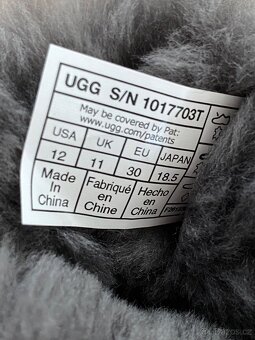 UGG S/N 1017703T
May be covered by Pat:
www.ugg.com/patents
USA UK EU JAPAN
12 11 30 18.5
Made Fabriqué Hecho
In en en
China Chine China